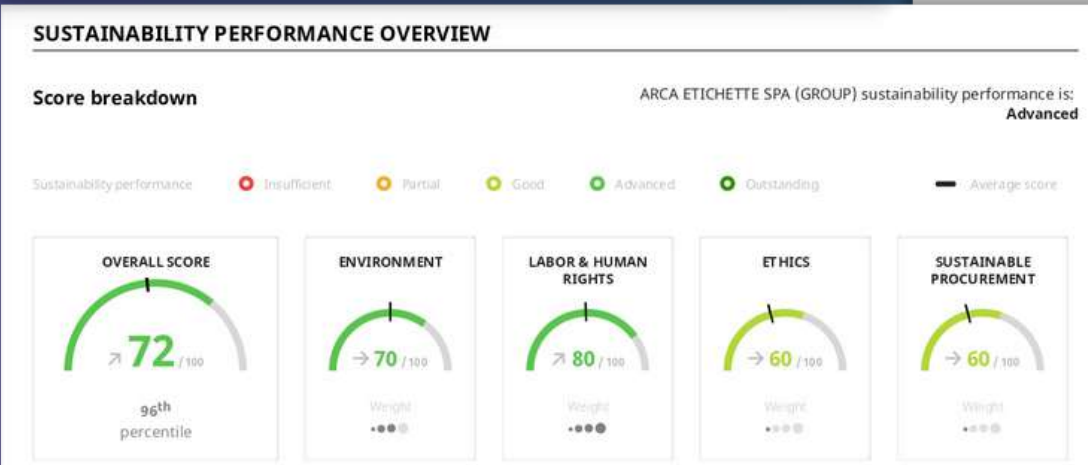 SUSTAINABILITY PERFORMANCE OVERVIEW
Score breakdown
ARCA ETICHETTE SPA (GROUP) sustainability performance is:
Advanced
Sustainability performance
Insufficient
Partial
Good
Advanced
Outstanding
Average score
OVERALL SCORE
72 / 100
96th
percentile
ENVIRONMENT
70 / 100
Weight
LABOR & HUMAN
RIGHTS
80 / 100
Weight
ETHICS
60 / 100
Weight
SUSTAINABLE
PROCUREMENT
60 / 100
Weight